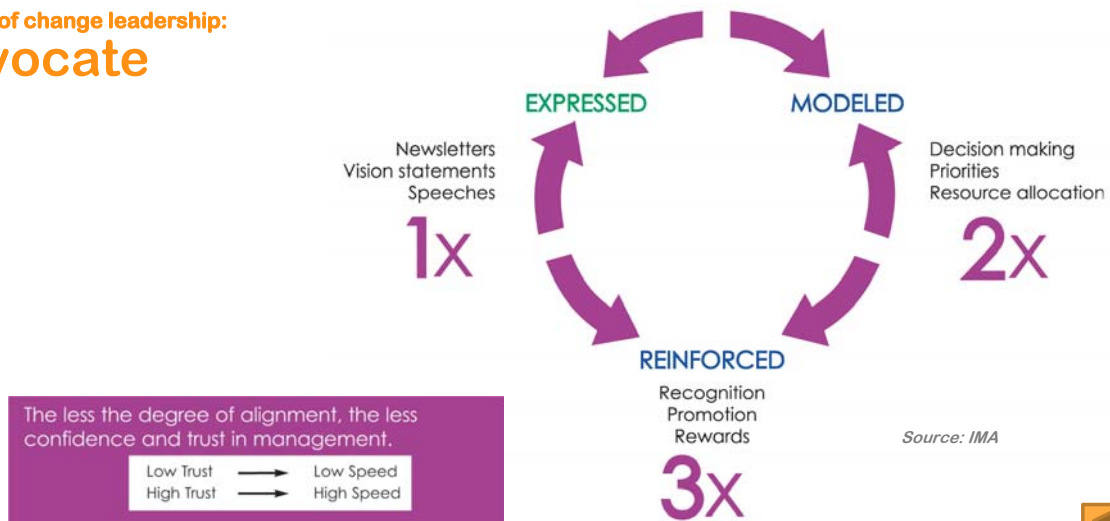 of change leadership:
vocate
EXPRESSED
MODELED
Newsletters
Vision statements
Speeches
1x
Decision making
Priorities
Resource allocation
2x
REINFORCED
Recognition
Promotion
Rewards
3x
The less the degree of alignment, the less
confidence and trust in management.
Low Trust → Low Speed
High Trust → High Speed
Source: IMA